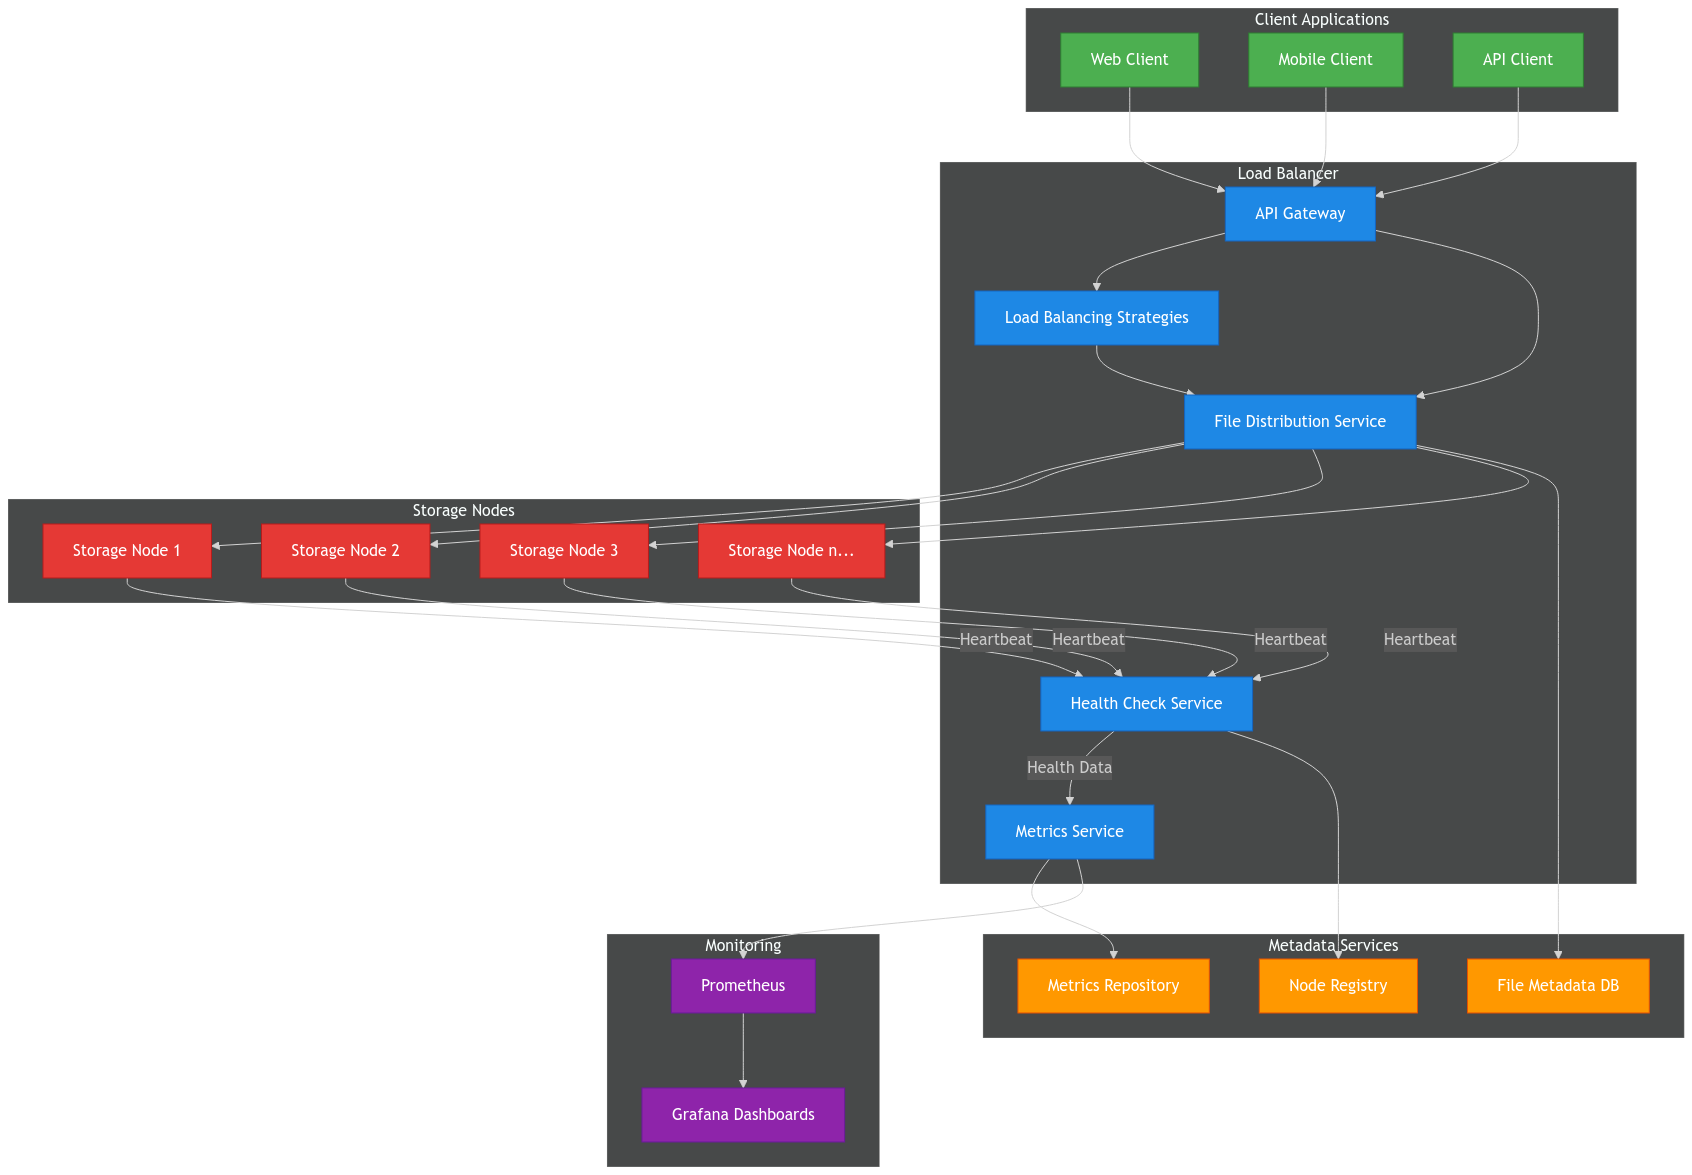 Client Applications
Web Client
Mobile Client
API Client
Load Balancer
API Gateway
Load Balancing Strategies
File Distribution Service
Storage Nodes
Storage Node 1
Storage Node 2
Storage Node 3
Storage Node n...
Heartbeat
Heartbeat
Heartbeat
Heartbeat
Health Check Service
Health Data
Metrics Service
Monitoring
Prometheus
Grafana Dashboards
Metadata Services
Metrics Repository
Node Registry
File Metadata DB